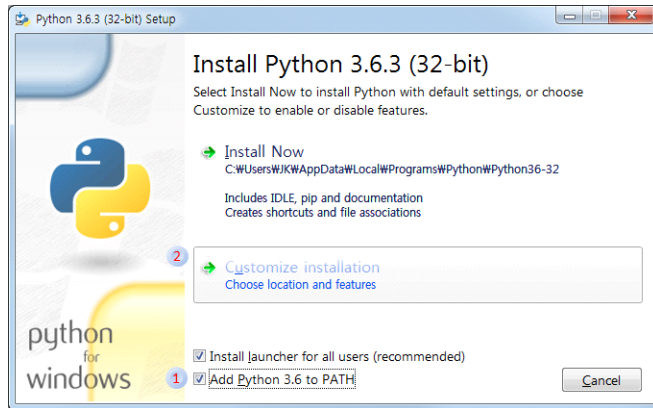 Python 3.6.3 (32-bit) Setup
Install Python 3.6.3 (32-bit)
Select Install Now to install Python with default settings, or choose
Customize to enable or disable features.
Install Now
C:₩Users₩JK₩AppData₩Local₩Programs₩Python₩Python36-32
Includes IDLE, pip and documentation
Creates shortcuts and file associations
2
Customize installation
Choose location and features
python
for
windows
Install launcher for all users (recommended)
1
Add Python 3.6 to PATH
Cancel